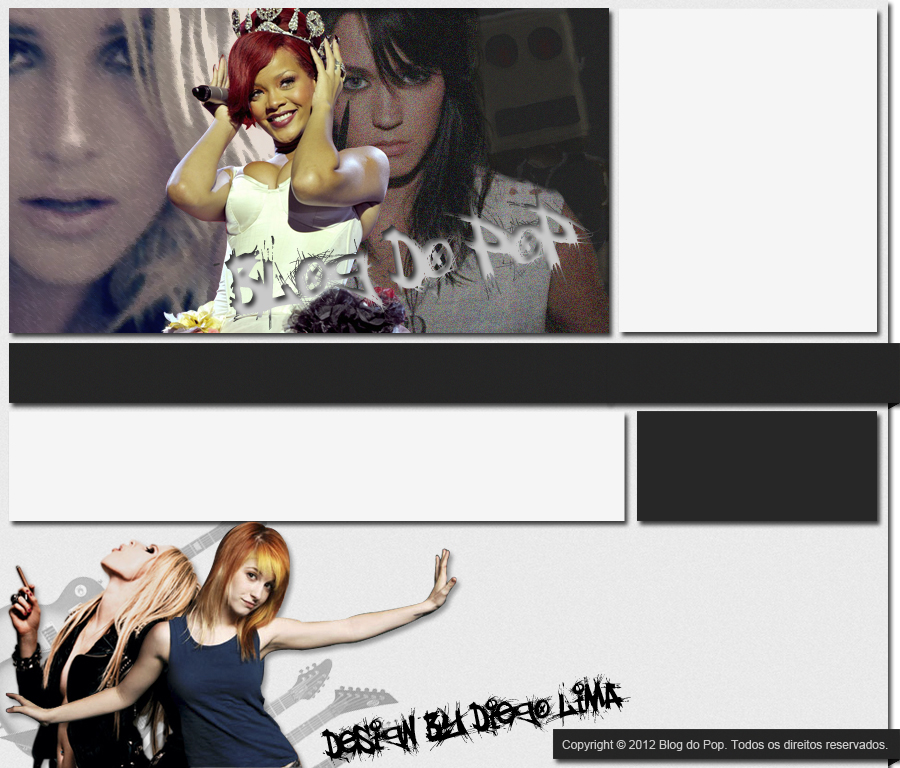 Blog Do Pop
Design By Diego Lima
Copyright © 2012 Blog do Pop. Todos os direitos reservados.